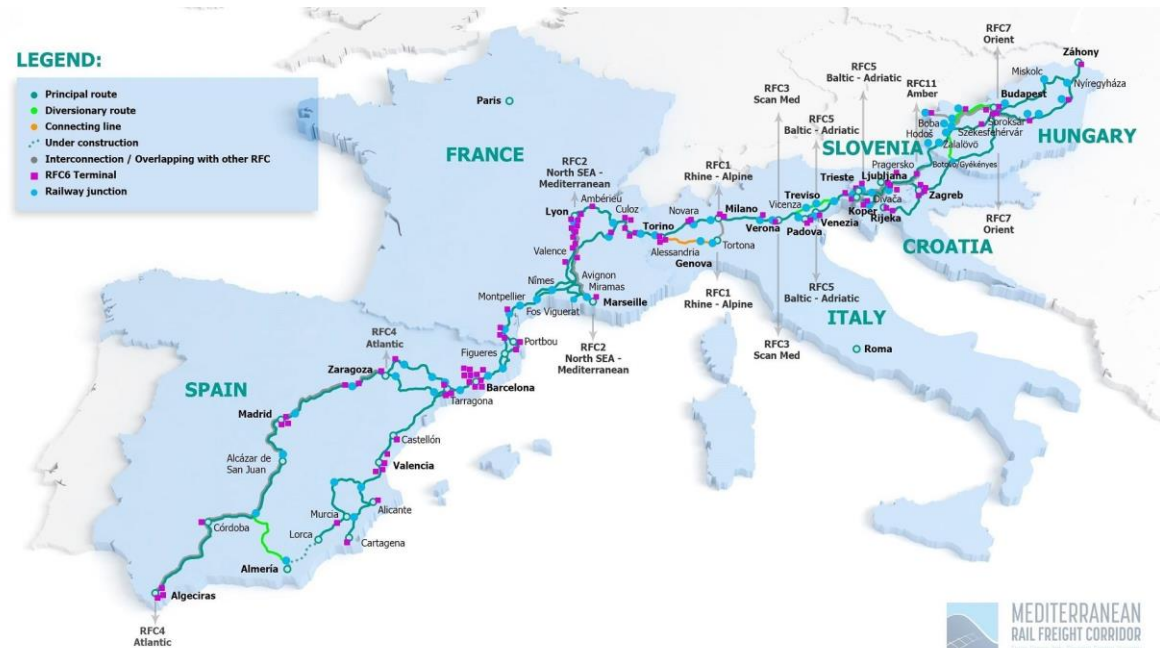 LEGEND:
Principal route
Diversionary route
Connecting line
Under construction
Interconnection / Overlapping with other RFC
RFC6 Terminal
Railway junction
Paris
FRANCE
RFC2
North SEA -
Mediterranean
Ambérieu
Lyon
Culoz
Valence
Avignon
Nîmes
Miramas
Montpellier
Marseille
Fos Viguerat
RFC2
North SEA -
Mediterranean
Portbou
Figueres
RFC4
Atlantic
Zaragoza
Barcelona
Tarragona
SPAIN
Madrid
Castellón
Alcázar de
San Juan
Valencia
Alicante
Murcia
Córdoba
Lorca
Cartagena
Almería
Algeciras
RFC4
Atlantic
RFC1
Rhine - Alpine
Novara
Milano
Torino
Alessandria
Tortona
Genova
RFC1
Rhine - Alpine
RFC3
Scan Med
Verona
Vicenza
Treviso
Padova
Venezia
RFC3
Scan Med
RFC5
Baltic - Adriatic
RFC5
Baltic - Adriatic
RFC5
Baltic - Adriatic
ITALY
Roma
Trieste
Koper
Divača
Ljubljana
Rijeka
Pragersko
SLOVENIA
Zagreb
CROATIA
RFC11
Amber
RFC7
Orient
Boba
Hodoš
Zalalövö
Botovo/Gyékényes
Székesfehérvár
Soroksár
Budapest
Miskolc
Nyíregyháza
Záhony
HUNGARY
RFC7
Orient
MEDITERRANEAN
RAIL FREIGHT CORRIDOR